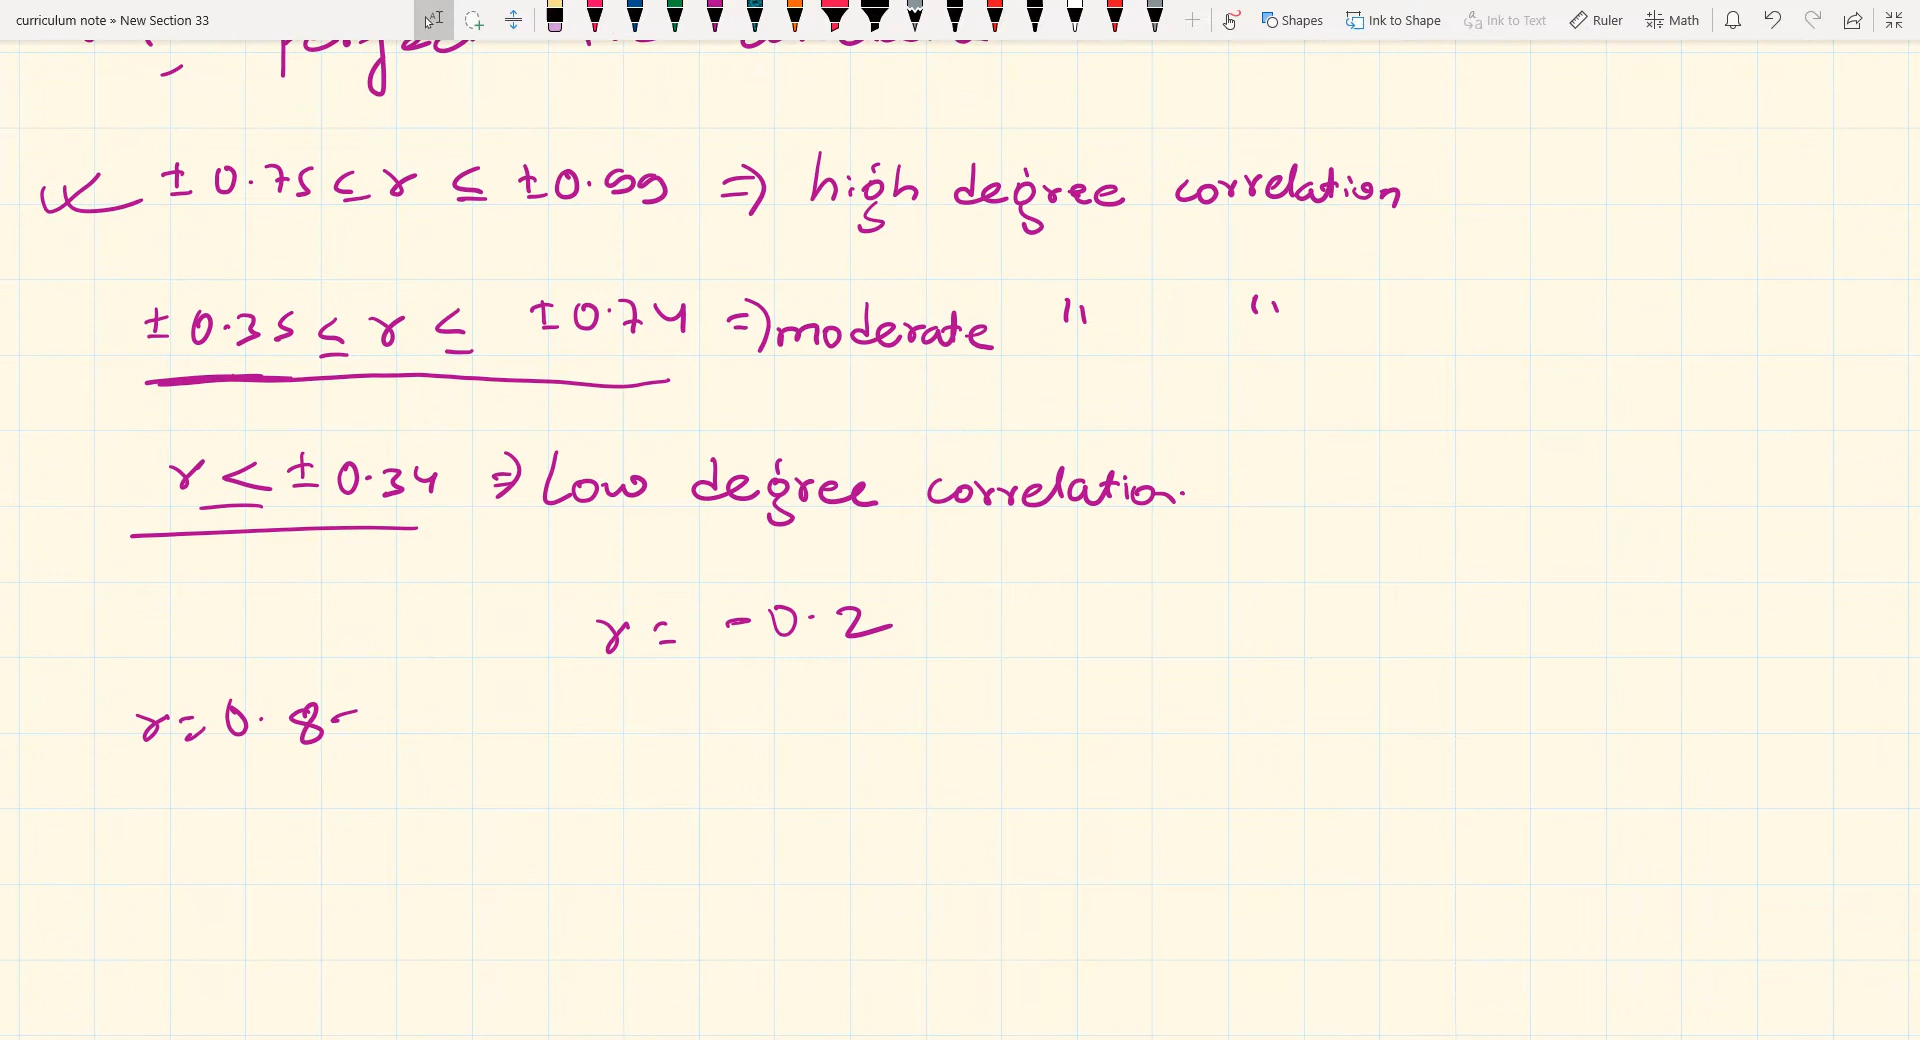 curriculum note » New Section 33
Shapes Ink to Shape Ink to Text Ruler Math
± 0.75 ≤ r ≤ ±0.99 ⇒ high degree correlation
± 0.35 ≤ r ≤ ±0.74 ⇒ moderate " "
r ≤ ± 0.34 ⇒ Low degree correlation.
r = -0.2
r = 0.8